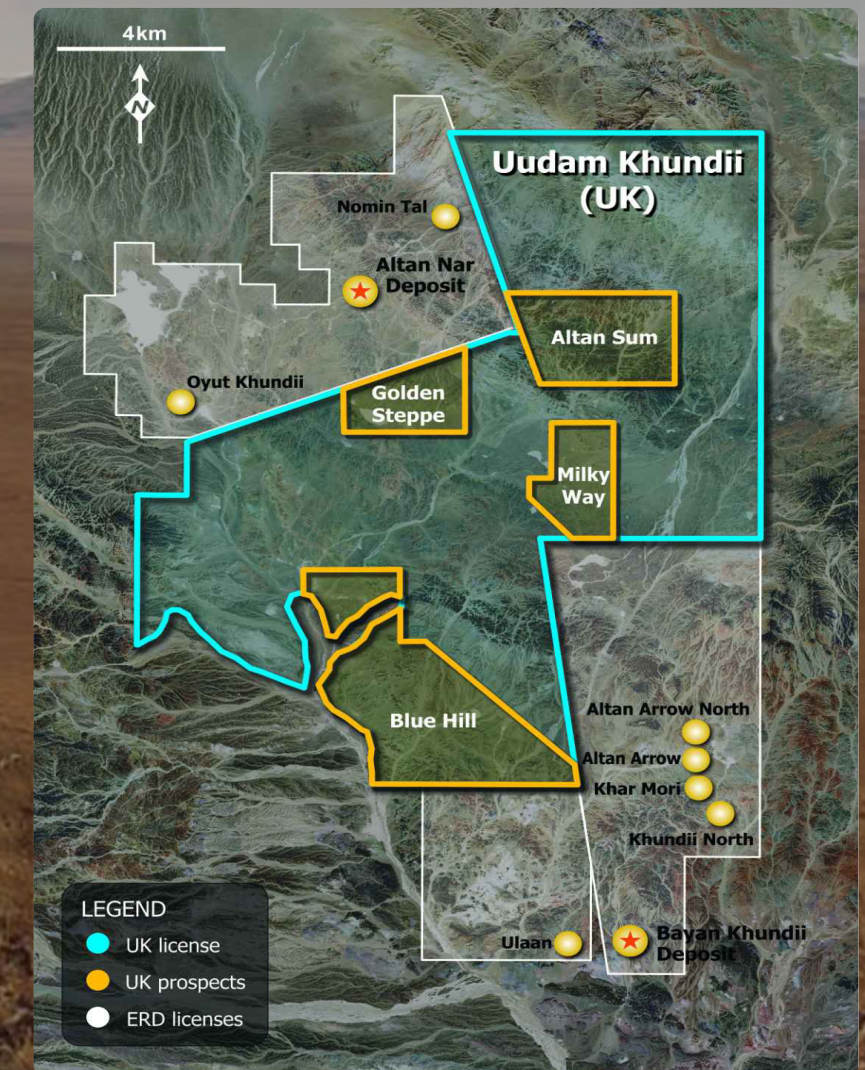 4km
N
Uudam Khundii
(UK)
Nomin Tal
Altan Nar
Deposit
Altan Sum
Oyut Khundii
Golden
Steppe
Milky
Way
Blue Hill
Altan Arrow North
Altan Arrow
Khar Mori
Khundii North
Ulaan
Bayan Khundii
Deposit
LEGEND
UK license
UK prospects
ERD licenses